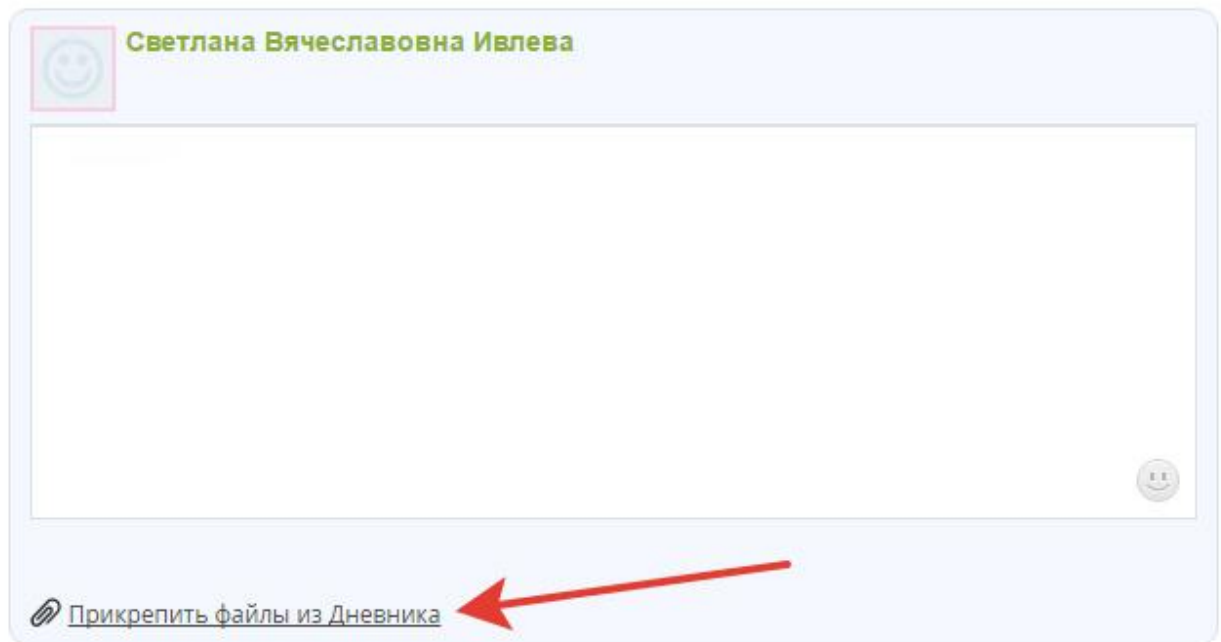 Светлана Вячеславовна Ивлева
Прикрепить файлы из Дневника